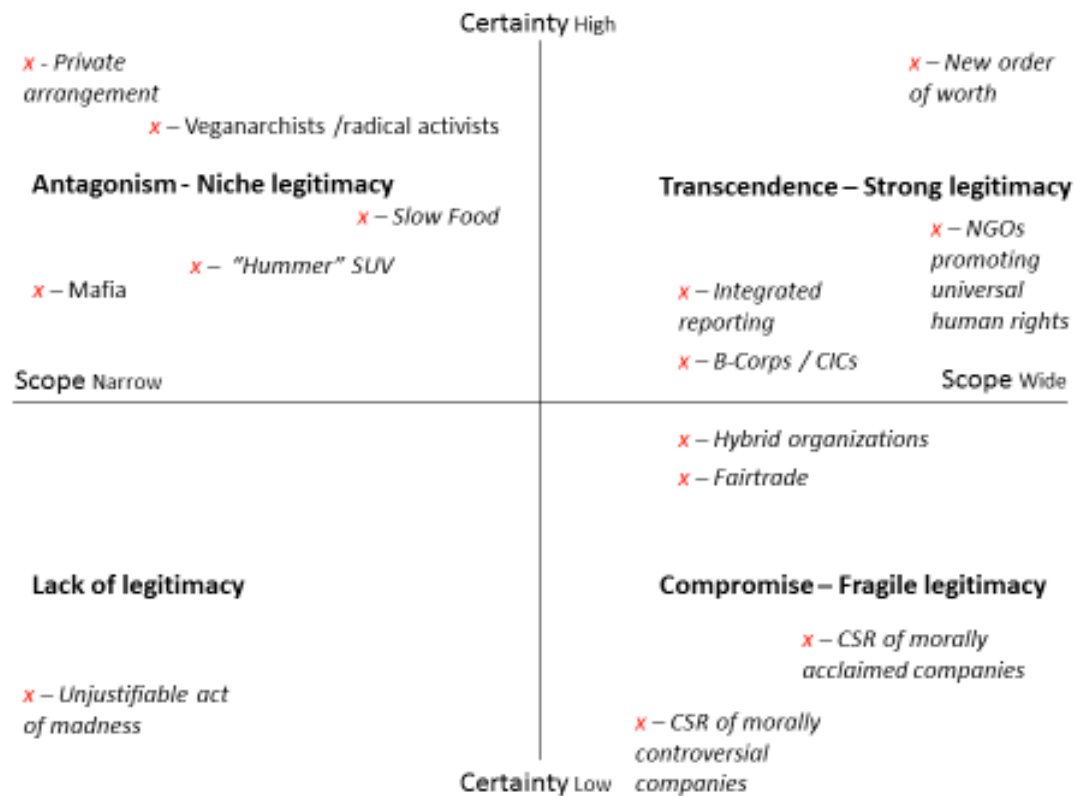 Certainty High
x - Private
arrangement
x – New order
of worth
x – Veganarchists /radical activists
Antagonism - Niche legitimacy
Transcendence – Strong legitimacy
x – Slow Food
x – NGOs
promoting
universal
human rights
x – ”Hummer” SUV
x – Mafia
x – Integrated
reporting
x – B-Corps / CICs
Scope Narrow
Scope Wide
x – Hybrid organizations
x – Fairtrade
Lack of legitimacy
Compromise – Fragile legitimacy
x – CSR of morally
acclaimed companies
x – Unjustifiable act
of madness
x – CSR of morally
controversial
companies
Certainty Low